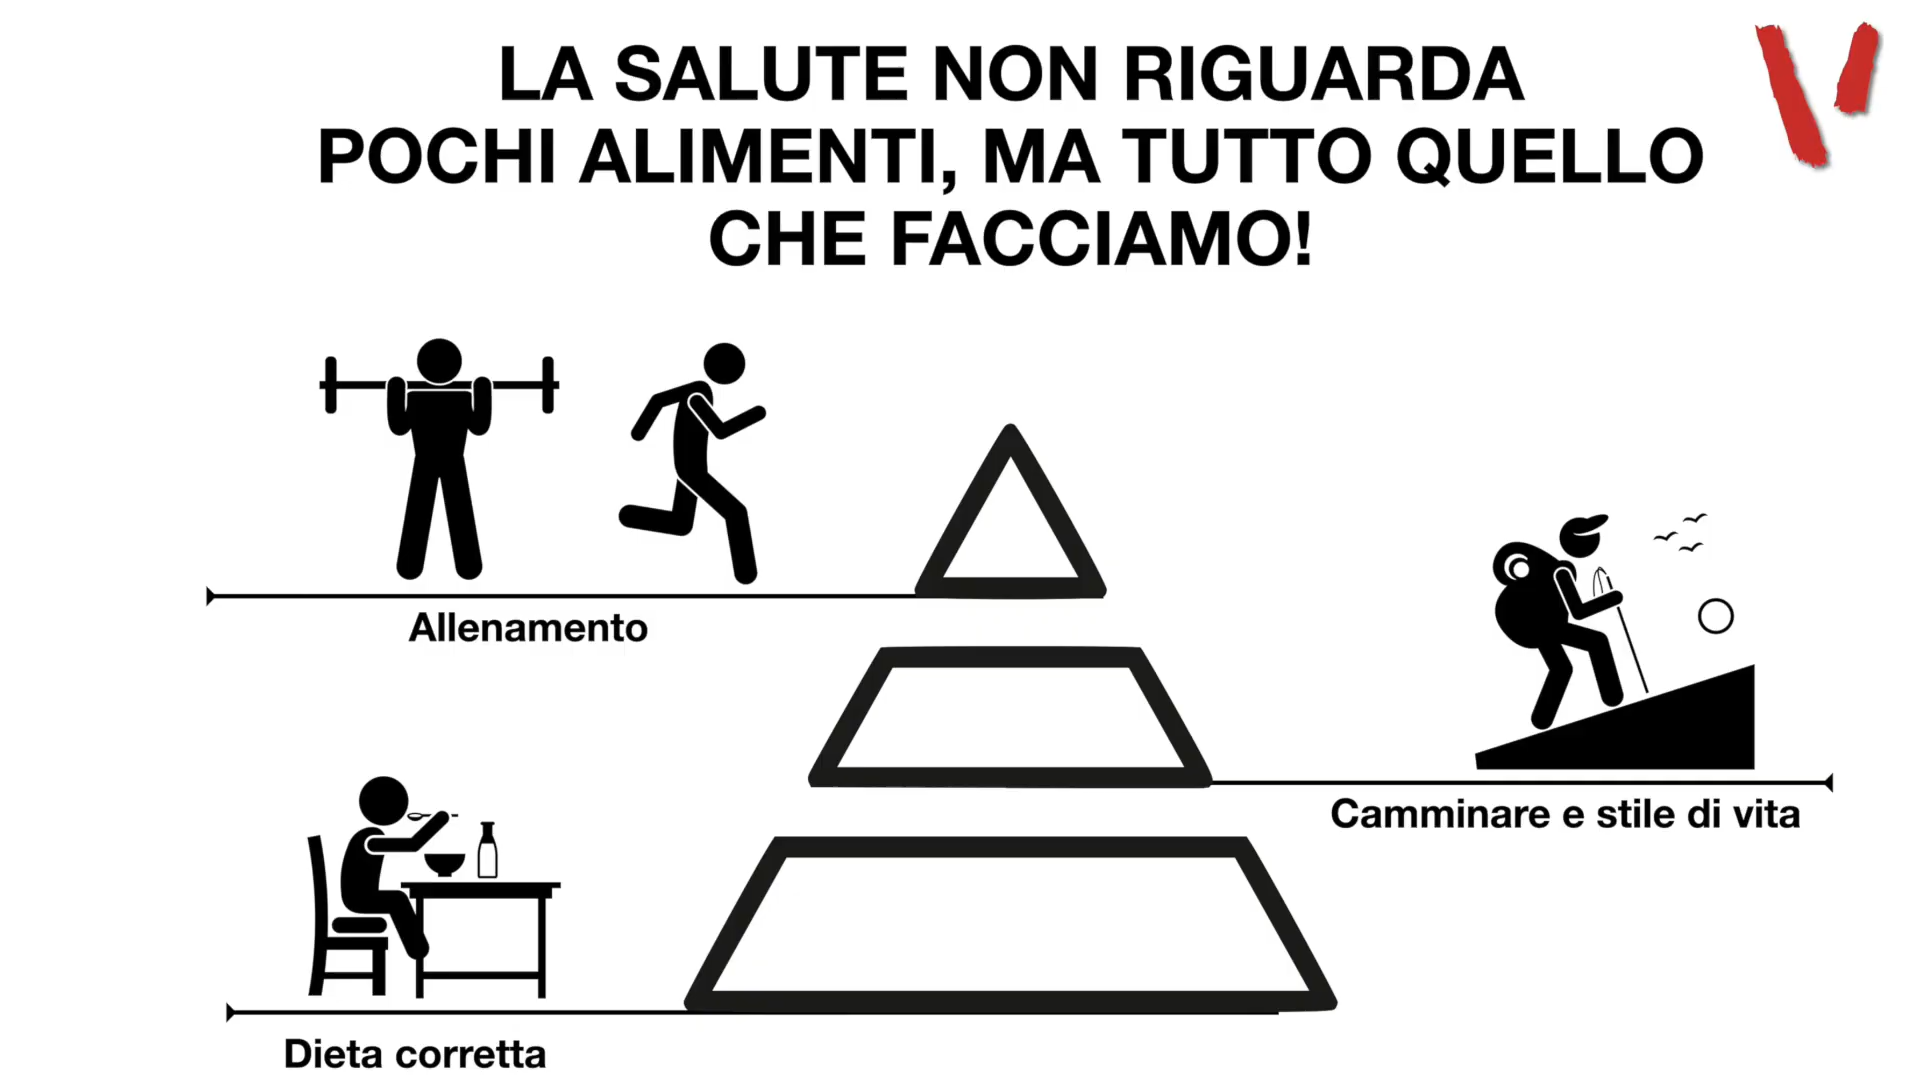 LA SALUTE NON RIGUARDA
POCHI ALIMENTI, MA TUTTO QUELLO
CHE FACCIAMO!
Allenamento
Camminare e stile di vita
Dieta corretta